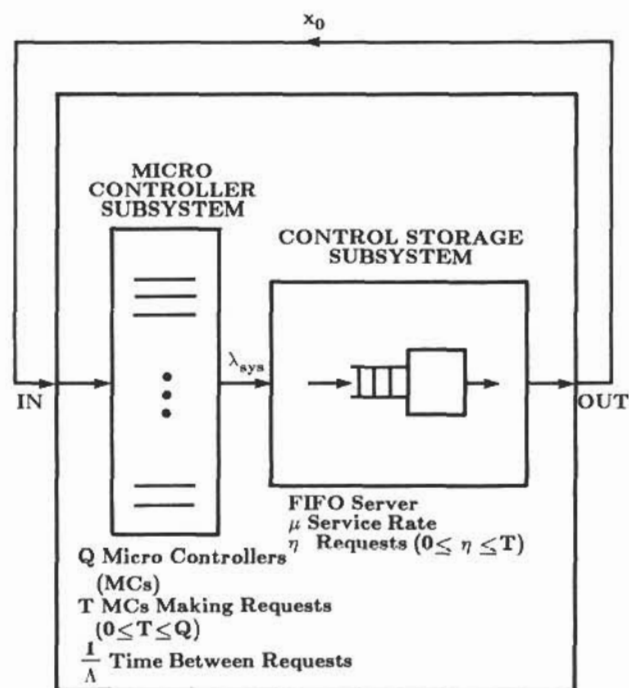 x₀
MICRO
CONTROLLER
SUBSYSTEM
CONTROL STORAGE
SUBSYSTEM
λsys
IN
OUT
FIFO Server
μ Service Rate
η Requests (0≤ η ≤T)
Q Micro Controllers
(MCs)
T MCs Making Requests
(0≤T≤Q)
1/Λ Time Between Requests